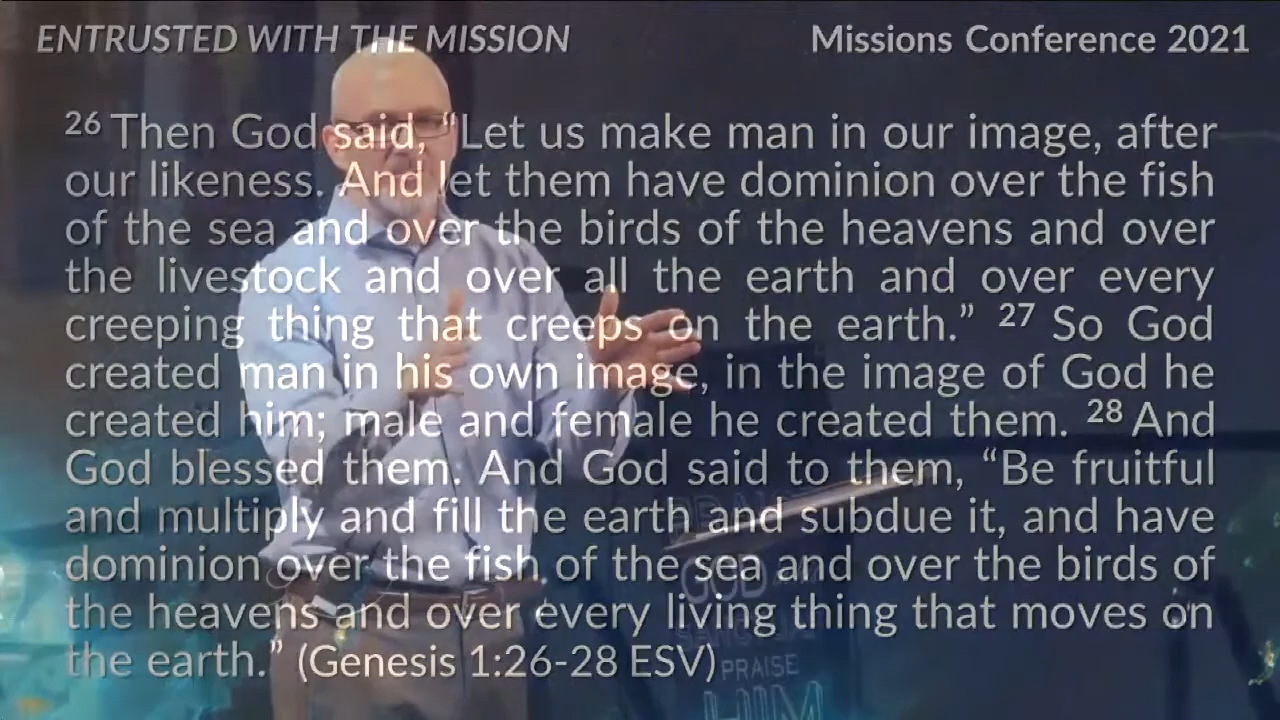 ENTRUSTED WITH THE MISSION
Missions Conference 2021
26 Then God said, “Let us make man in our image, after
our likeness. And let them have dominion over the fish
of the sea and over the birds of the heavens and over
the livestock and over all the earth and over every
creeping thing that creeps on the earth.” 27 So God
created man in his own image, in the image of God he
created him; male and female he created them. 28 And
God blessed them. And God said to them, “Be fruitful
and multiply and fill the earth and subdue it, and have
dominion over the fish of the sea and over the birds of
the heavens and over every living thing that moves on
the earth.” (Genesis 1:26-28 ESV)
GOD
PRAISE
HIM